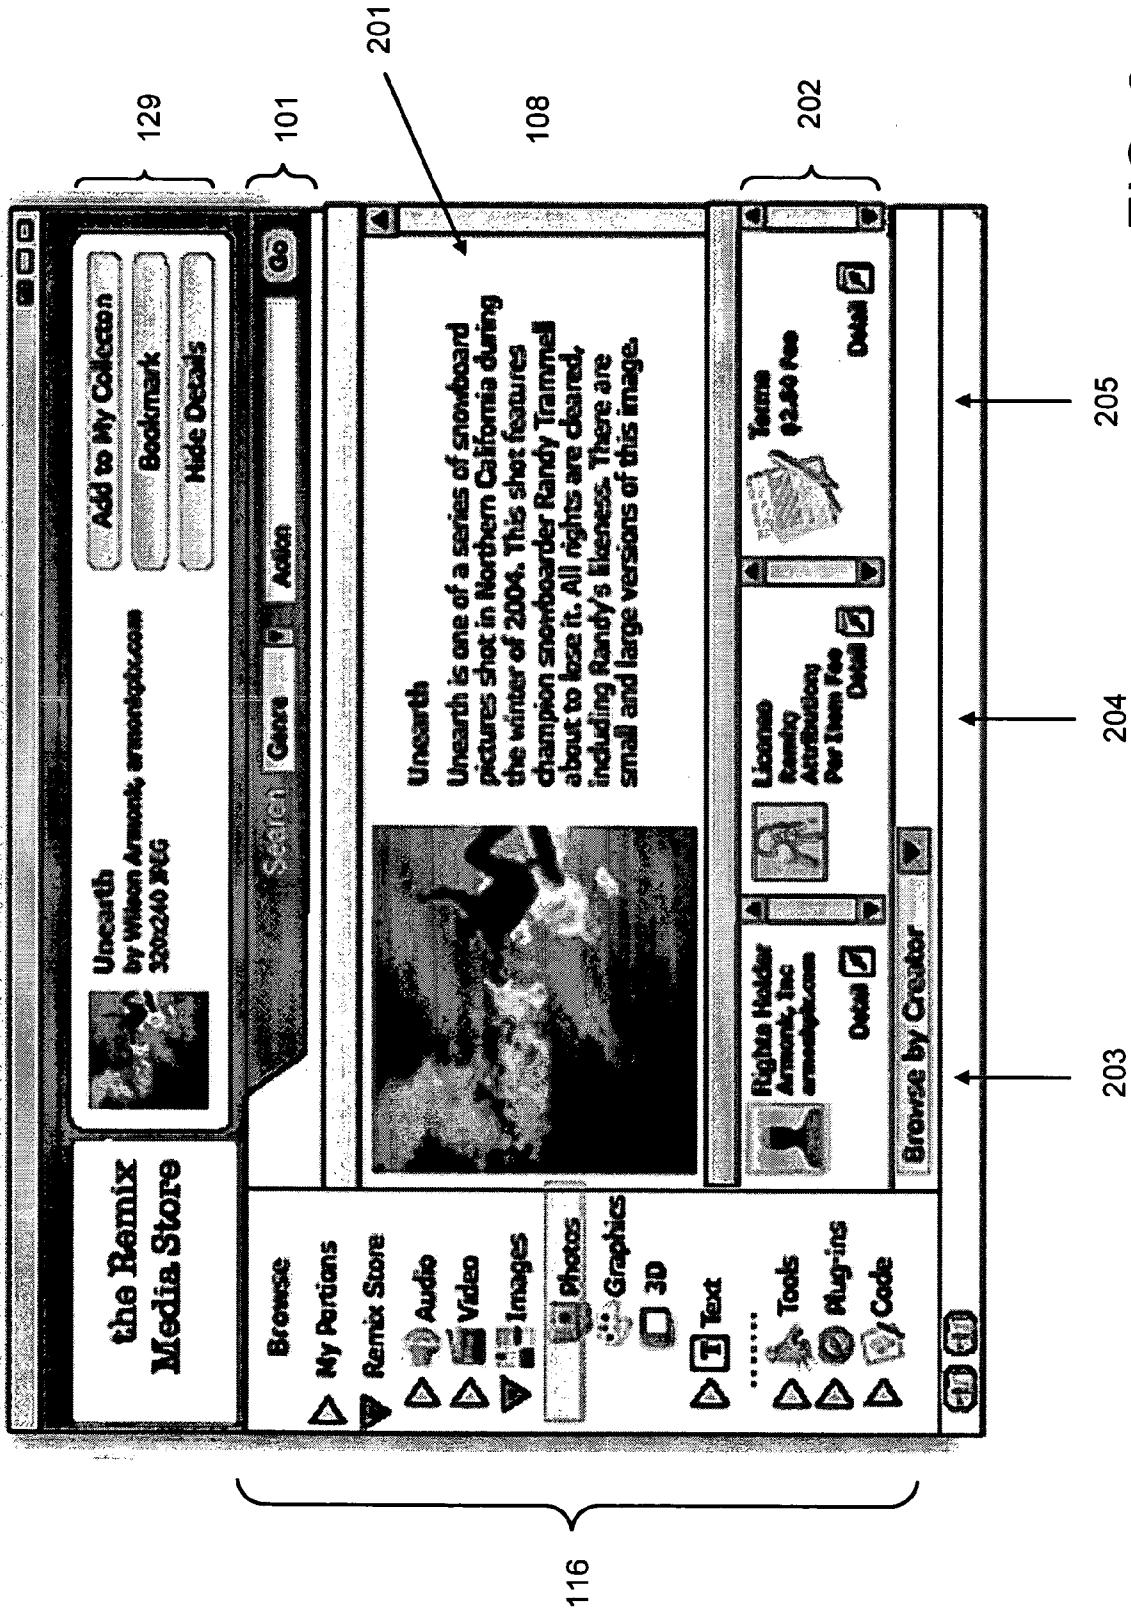 the Remix
Media Store
Unearth
by Wilson Armonk, armonkpix.com
320x240 JPEG
Add to My Collecton
Bookmark
Hide Details
129
Search
Genre
Action
Go
101
Browse
My Portions
Remix Store
Audio
Video
Images
Photos
Graphics
3D
Text
Tools
Plug-ins
Code
116
Unearth
Unearth is one of a series of snowboard
pictures shot in Northern California during
the winter of 2004. This shot features
champion snowboarder Randy Trammell
about to lose it. All rights are cleared,
including Randy's likeness. There are
small and large versions of this image.
201
108
Rights Holder
Armonk, Inc
armonkpix.com
Detail
License
Remix;
Attribution;
Per Item Fee
Detail
Terms
$2.50 Fee
Detail
202
Browse by Creator
203
204
205